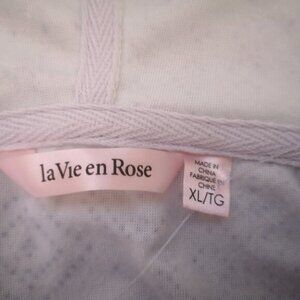 la Vie en Rose
MADE IN
CHINA
FABRIQUÉ EN
CHINE
XL/TG